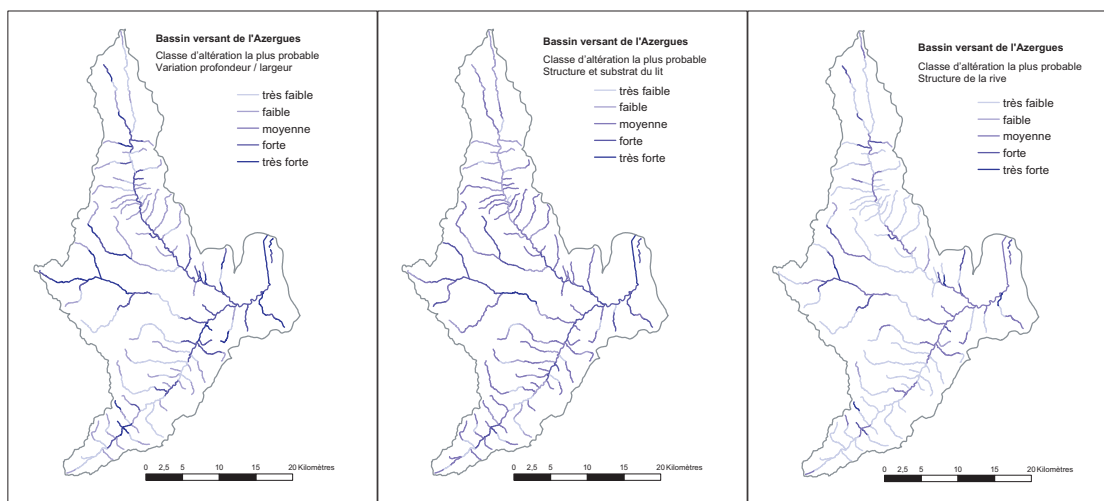 Bassin versant de l'Azergues
Classe d'altération la plus probable
Variation profondeur / largeur
très faible
faible
moyenne
forte
très forte
0 2,5 5 10 15 20 Kilomètres
Bassin versant de l'Azergues
Classe d'altération la plus probable
Structure et substrat du lit
très faible
faible
moyenne
forte
très forte
0 2,5 5 10 15 20 Kilomètres
Bassin versant de l'Azergues
Classe d'altération la plus probable
Structure de la rive
très faible
faible
moyenne
forte
très forte
0 2,5 5 10 15 20 Kilomètres